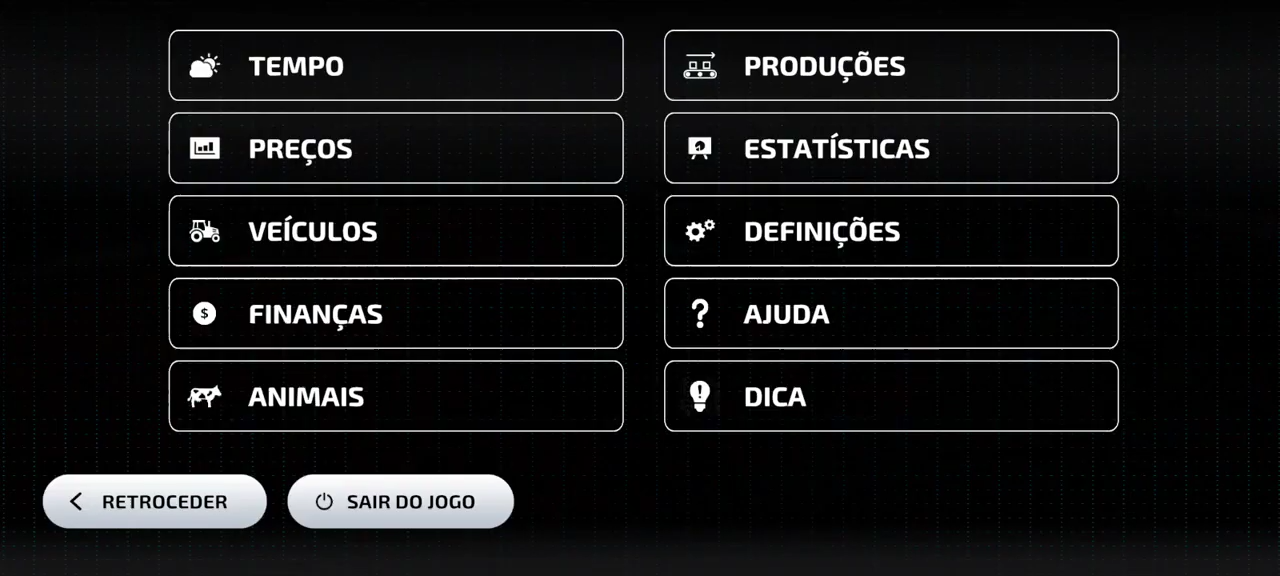 TEMPO
PRODUÇÕES
PREÇOS
ESTATÍSTICAS
VEÍCULOS
DEFINIÇÕES
FINANÇAS
AJUDA
ANIMAIS
DICA
RETROCEDER
SAIR DO JOGO